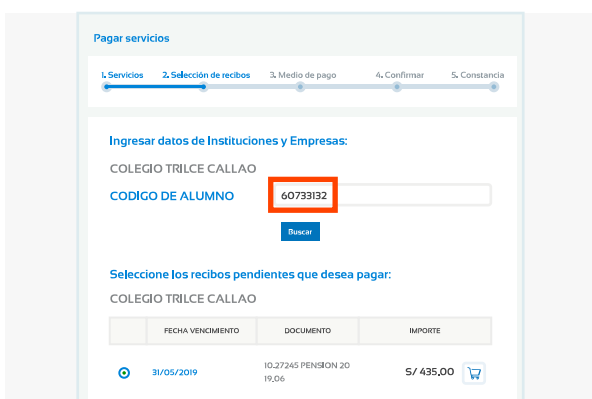 Pagar servicios
1. Servicios 2. Selección de recibos 3. Medio de pago 4. Confirmar 5. Constancia
Ingresar datos de Instituciones y Empresas:
COLEGIO TRILCE CALLAO
CODIGO DE ALUMNO 60733132
Buscar
Seleccione los recibos pendientes que desea pagar:
COLEGIO TRILCE CALLAO
FECHA VENCIMIENTO DOCUMENTO IMPORTE
31/05/2019 10.27245 PENSION 20 S/ 435,00
19.06